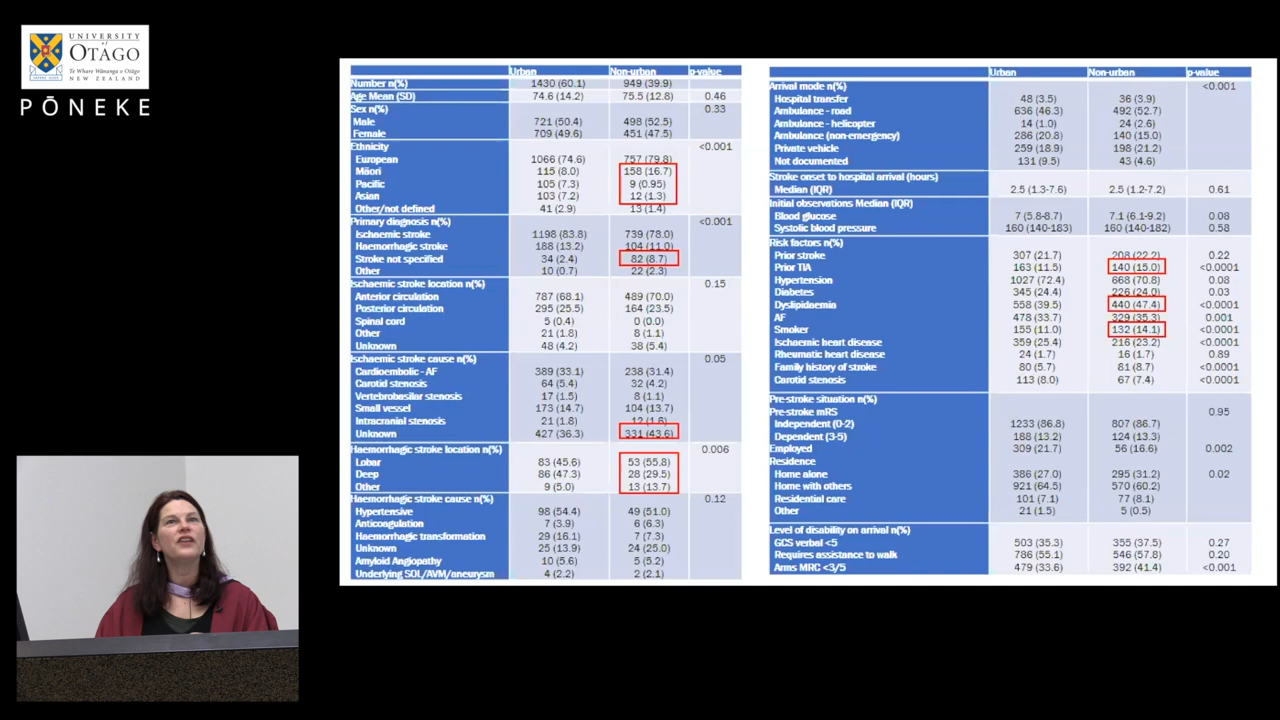 UNIVERSITY
of
OTAGO
Te Whare Wānanga o Otāgo
NEW ZEALAND
PŌNEKE
Urban Non-urban p-value
Number n(%) 1430 (60.1) 949 (39.9)
Age Mean (SD) 74.6 (14.2) 75.5 (12.8) 0.46
Sex n(%) 0.33
Male 721 (50.4) 498 (52.5)
Female 709 (49.6) 451 (47.5)
Ethnicity <0.001
European 1066 (74.6) 757 (79.8)
Māori 115 (8.0) 158 (16.7)
Pacific 105 (7.3) 9 (0.95)
Asian 103 (7.2) 12 (1.3)
Other/not defined 41 (2.9) 13 (1.4)
Primary diagnosis n(%) <0.001
Ischaemic stroke 1198 (83.8) 739 (78.0)
Haemorrhagic stroke 188 (13.2) 104 (11.0)
Stroke not specified 34 (2.4) 82 (8.7)
Other 10 (0.7) 22 (2.3)
Ischaemic stroke location n(%) 0.15
Anterior circulation 787 (68.1) 489 (70.0)
Posterior circulation 295 (25.5) 164 (23.5)
Spinal cord 5 (0.4) 0 (0.0)
Other 21 (1.8) 8 (1.1)
Unknown 48 (4.2) 38 (5.4)
Ischaemic stroke cause n(%) 0.05
Cardioembolic - AF 389 (33.1) 238 (31.4)
Carotid stenosis 64 (5.4) 32 (4.2)
Vertebrobasilar stenosis 17 (1.5) 8 (1.1)
Small vessel 173 (14.7) 104 (13.7)
Intracranial stenosis 21 (1.8) 12 (1.6)
Unknown 427 (36.3) 331 (43.6)
Haemorrhagic stroke location n(%) 0.006
Lobar 83 (45.6) 53 (55.8)
Deep 86 (47.3) 28 (29.5)
Other 9 (5.0) 13 (13.7)
Haemorrhagic stroke cause n(%) 0.12
Hypertensive 98 (54.4) 49 (51.0)
Anticoagulation 7 (3.9) 6 (6.3)
Haemorrhagic transformation 29 (16.1) 7 (7.3)
Unknown 25 (13.9) 24 (25.0)
Amyloid Angiopathy 10 (5.6) 5 (5.2)
Underlying SOL/AVM/aneurysm 4 (2.2) 2 (2.1)
Urban Non-urban p-value
Arrival mode n(%) <0.001
Hospital transfer 48 (3.5) 36 (3.9)
Ambulance - road 636 (46.3) 492 (52.7)
Ambulance - helicopter 14 (1.0) 24 (2.6)
Ambulance (non-emergency) 286 (20.8) 140 (15.0)
Private vehicle 259 (18.9) 198 (21.2)
Not documented 131 (9.5) 43 (4.6)
Stroke onset to hospital arrival (hours)
Median (IQR) 2.5 (1.3-7.6) 2.5 (1.2-7.2) 0.61
Initial observations Median (IQR)
Blood glucose 7 (5.8-8.7) 7.1 (6.1-9.2) 0.08
Systolic blood pressure 160 (140-183) 160 (140-182) 0.58
Risk factors n(%)
Prior stroke 307 (21.7) 208 (22.2) 0.22
Prior TIA 163 (11.5) 140 (15.0) <0.0001
Hypertension 1027 (72.4) 668 (70.8) 0.08
Diabetes 345 (24.4) 226 (24.0) 0.03
Dyslipidaemia 558 (39.5) 440 (47.4) <0.0001
AF 478 (33.7) 329 (35.3) 0.001
Smoker 155 (11.0) 132 (14.1) <0.0001
Ischaemic heart disease 359 (25.4) 216 (23.2) <0.0001
Rheumatic heart disease 24 (1.7) 16 (1.7) 0.89
Family history of stroke 80 (5.7) 81 (8.7) <0.0001
Carotid stenosis 113 (8.0) 67 (7.4) <0.0001
Pre-stroke situation n(%)
Pre-stroke mRS 0.95
Independent (0-2) 1233 (86.8) 807 (86.7)
Dependent (3-5) 188 (13.2) 124 (13.3)
Employed 309 (21.7) 56 (16.6) 0.002
Residence
Home alone 386 (27.0) 295 (31.2) 0.02
Home with others 921 (64.5) 570 (60.2)
Residential care 101 (7.1) 77 (8.1)
Other 21 (1.5) 5 (0.5)
Level of disability on arrival n(%)
GCS verbal <5 503 (35.3) 355 (37.5) 0.27
Requires assistance to walk 786 (55.1) 546 (57.8) 0.20
Arms MRC <3/5 479 (33.6) 392 (41.4) <0.001